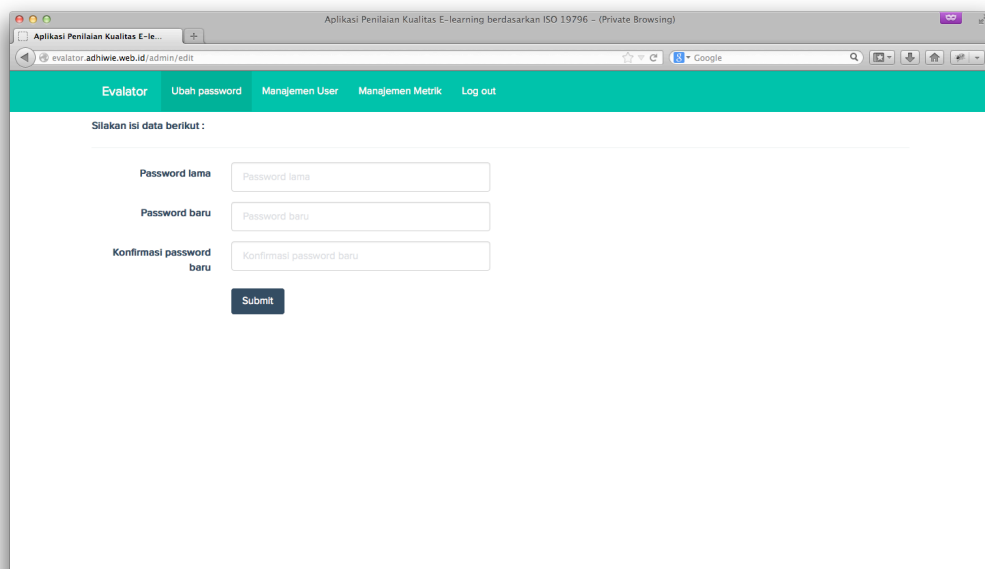 Aplikasi Penilaian Kualitas E-learning berdasarkan ISO 19796 – (Private Browsing)
Aplikasi Penilaian Kualitas E-le...
evalator.adhiwie.web.id/admin/edit
Google
Evalator Ubah password Manajemen User Manajemen Metrik Log out
Silakan isi data berikut :
Password lama Password lama
Password baru Password baru
Konfirmasi password Konfirmasi password baru
baru
Submit